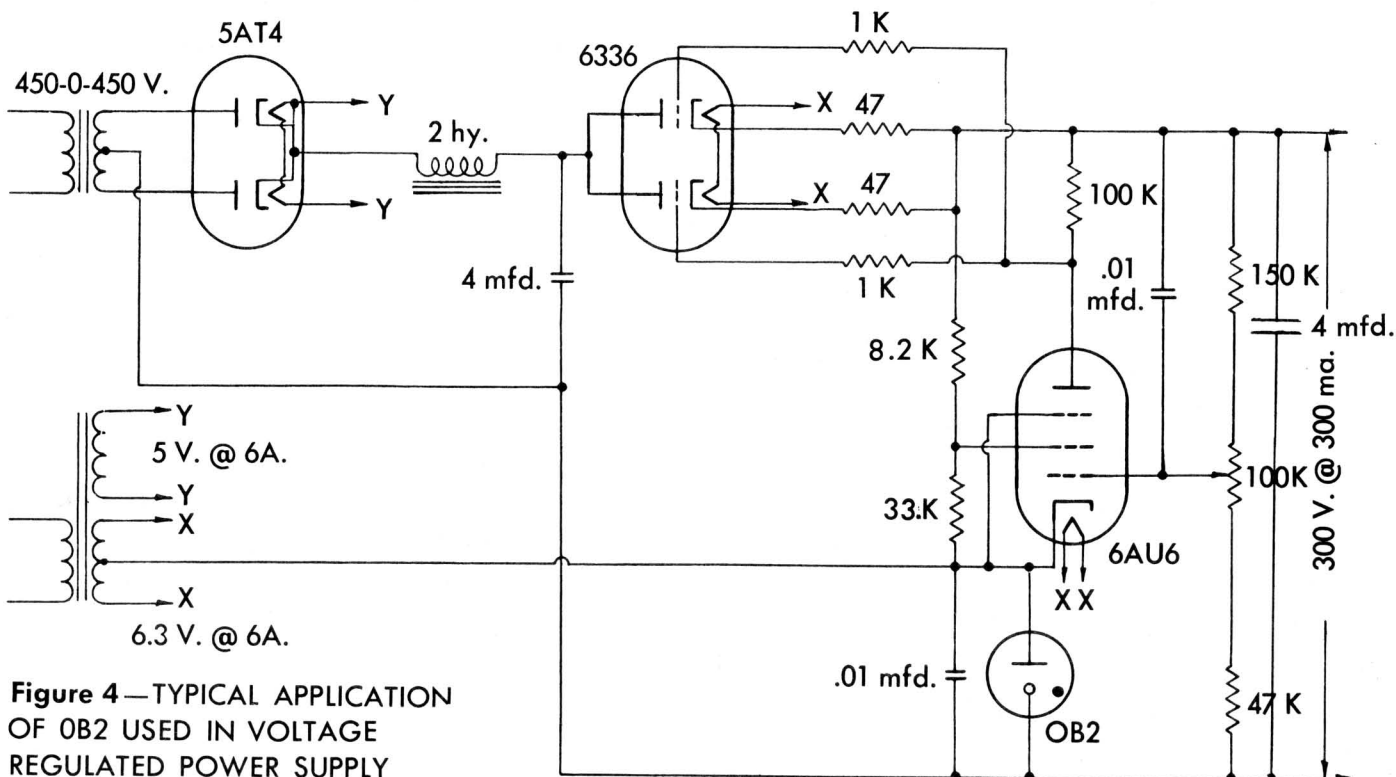 5AT4
450-0-450 V.
Y
Y
2 hy.
4 mfd.
6336
1 K
X
47
X
47
1 K
100 K
.01
mfd.
150 K
4 mfd.
8.2 K
33.K
100K
300 V. @ 300 ma.
6AU6
X X
.01 mfd.
OB2
47 K
Y
5 V. @ 6A.
Y
X
X
6.3 V. @ 6A.
Figure 4—TYPICAL APPLICATION
OF 0B2 USED IN VOLTAGE
REGULATED POWER SUPPLY